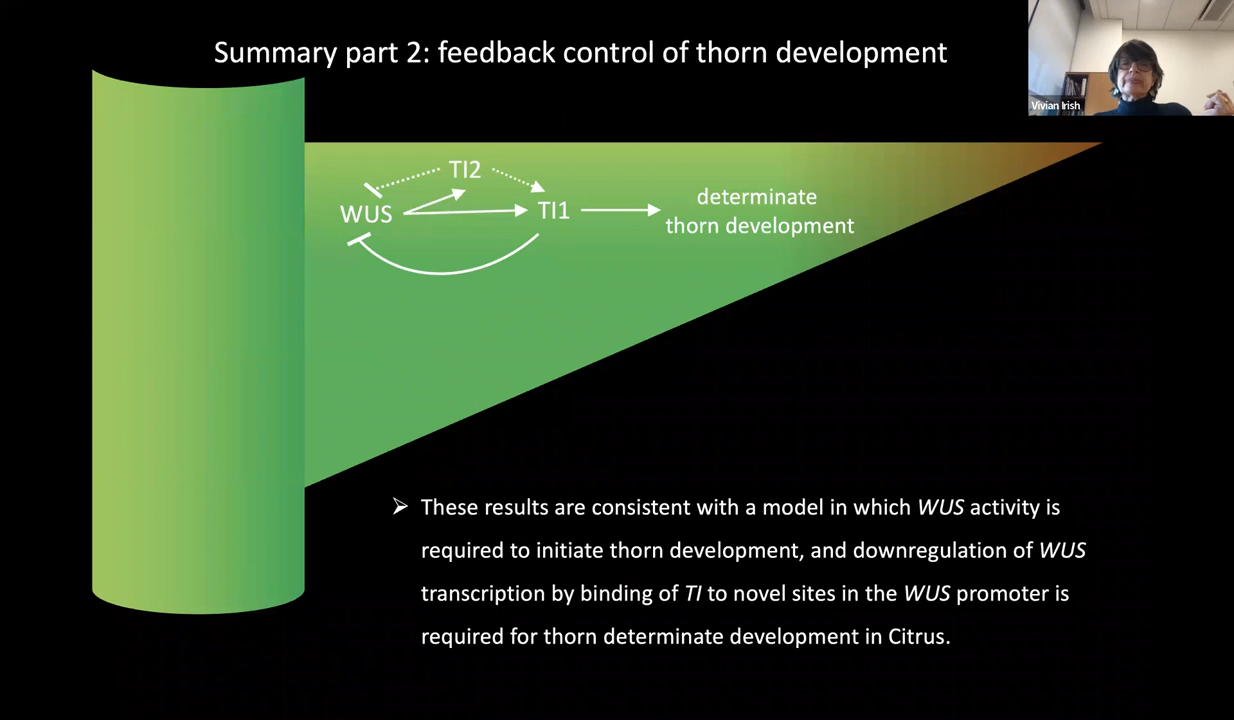 Summary part 2: feedback control of thorn development
Vivian Irish
TI2
WUS
TI1
determinate
thorn development
➢ These results are consistent with a model in which WUS activity is
required to initiate thorn development, and downregulation of WUS
transcription by binding of TI to novel sites in the WUS promoter is
required for thorn determinate development in Citrus.